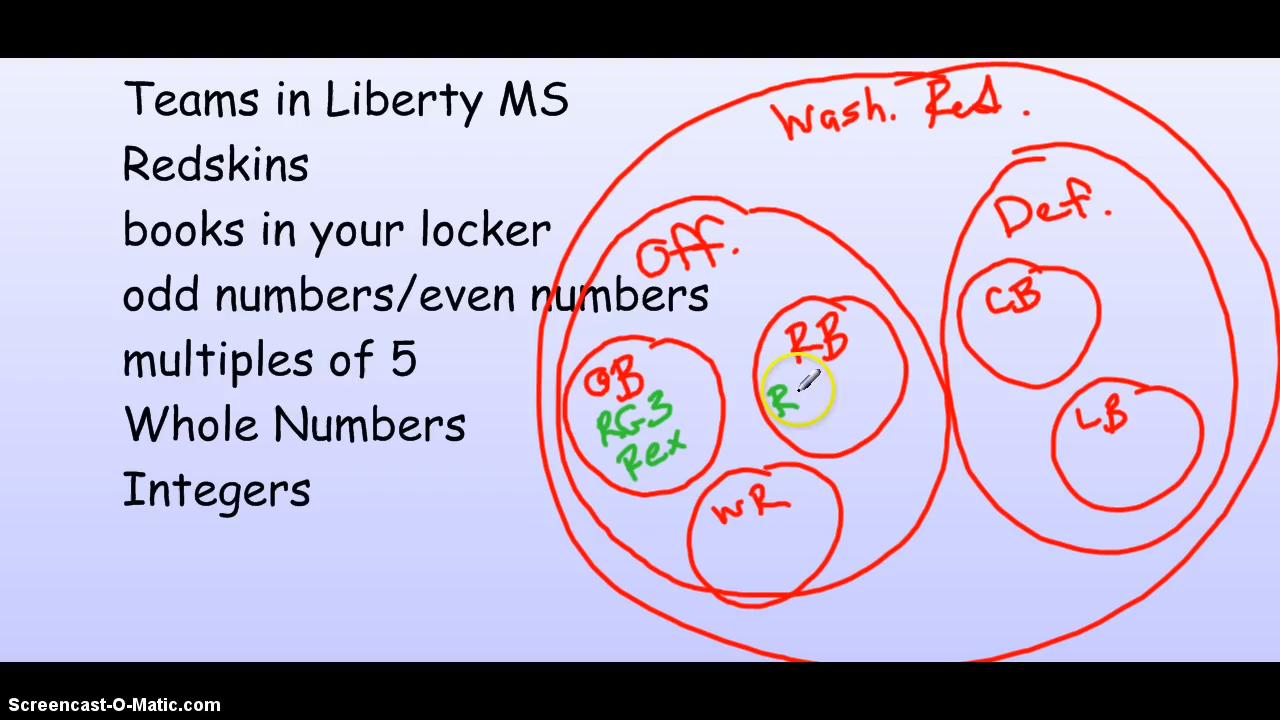 Teams in Liberty MS
Redskins
books in your locker
odd numbers/even numbers
multiples of 5
Whole Numbers
Integers
Wash. Red.
Off.
Def.
QB
RG3
Rex
RB
R
WR
CB
LB
Screencast-O-Matic.com